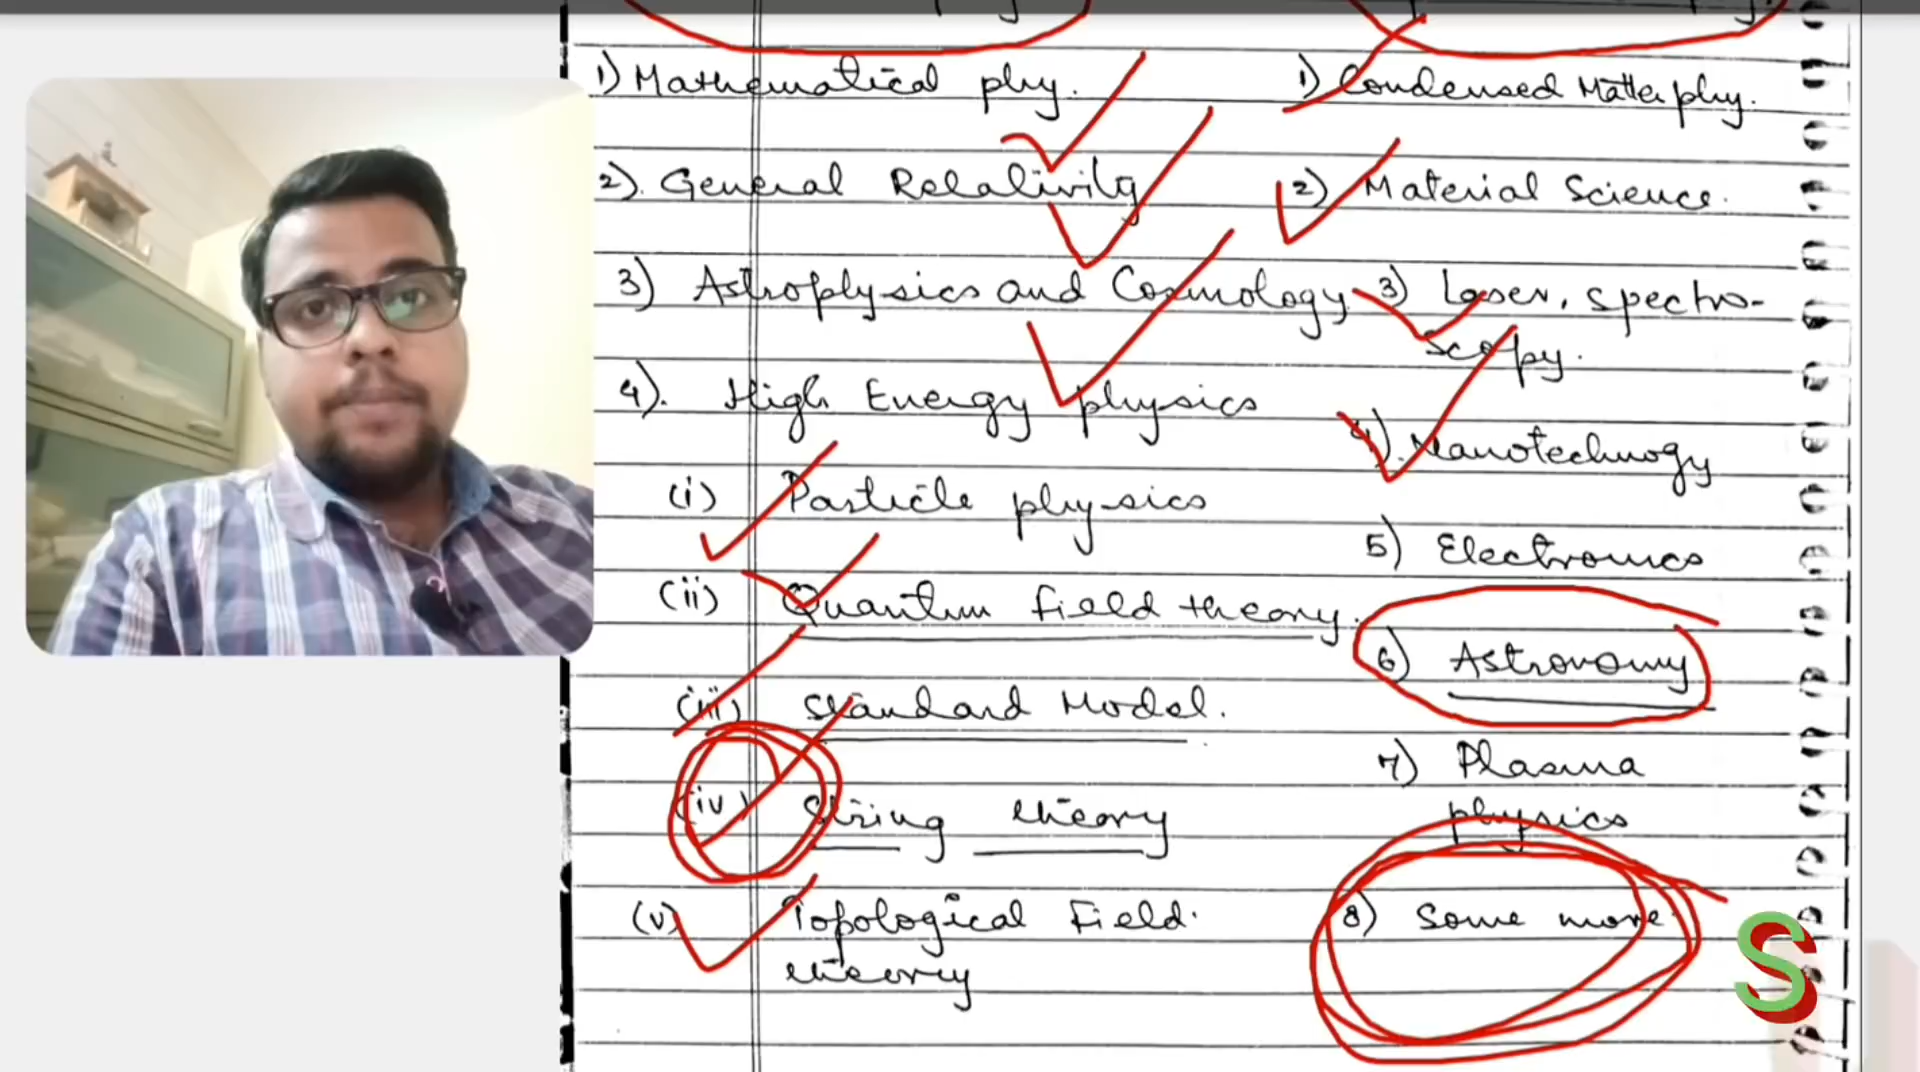 1) Mathematical phy.
2). General Relativity
3) Astrophysics and Cosmology
4). High Energy physics
(i) Particle physics
(ii) Quantum field theory.
(iii) Standard Model.
(iv) String theory
(v) Topological Field
theory
1) Condensed Matter phy.
2) Material Science.
3) Laser, spectro-
scopy.
4). Nanotechnogy
5) Electronics
6) Astronomy
7) Plasma
physics
8) Some more
S